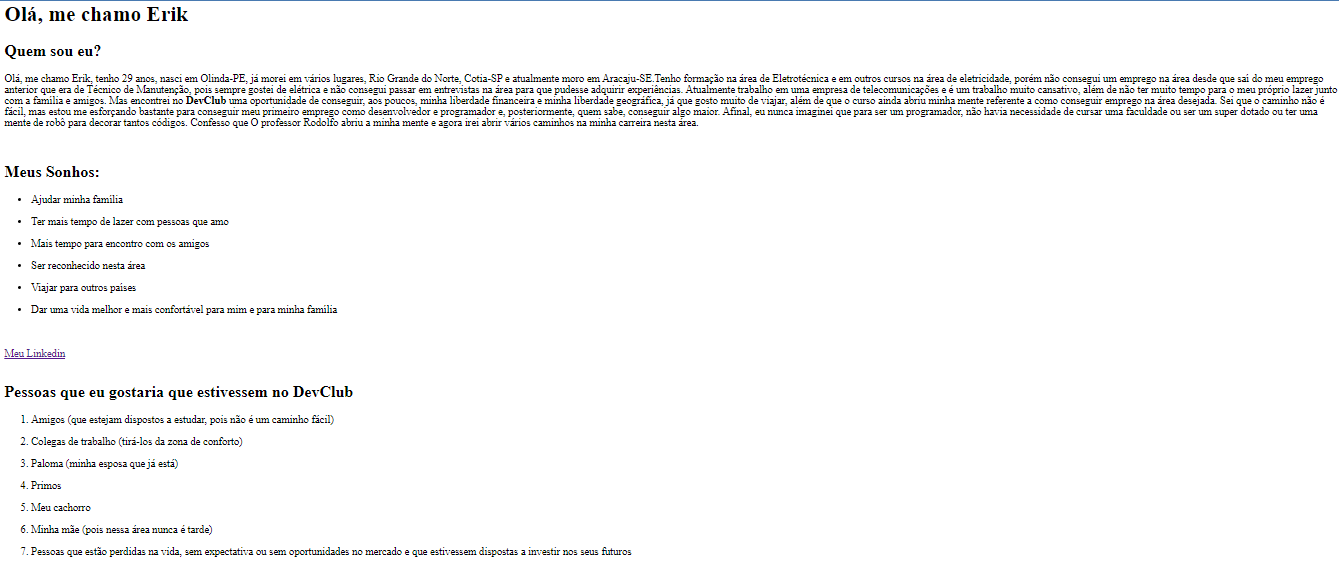 Olá, me chamo Erik
Quem sou eu?
Olá, me chamo Erik, tenho 29 anos, nasci em Olinda-PE, já morei em vários lugares, Rio Grande do Norte, Cotia-SP e atualmente moro em Aracaju-SE.Tenho formação na área de Eletrotécnica e em outros cursos na área de eletricidade, porém não consegui um emprego na área desde que saí do meu emprego
anterior que era de Técnico de Manutenção, pois sempre gostei de elétrica e não consegui passar em entrevistas na área para que pudesse adquirir experiências. Atualmente trabalho em uma empresa de telecomunicações e é um trabalho muito cansativo, além de não ter muito tempo para o meu próprio lazer junto
com a família e amigos. Mas encontrei no DevClub uma oportunidade de conseguir, aos poucos, minha liberdade financeira e minha liberdade geográfica, já que gosto muito de viajar, além de que o curso ainda abriu minha mente referente a como conseguir emprego na área desejada. Sei que o caminho não é
fácil, mas estou me esforçando bastante para conseguir meu primeiro emprego como desenvolvedor e programador e, posteriormente, quem sabe, conseguir algo maior. Afinal, eu nunca imaginei que para ser um programador, não havia necessidade de cursar uma faculdade ou ser um super dotado ou ter uma
mente de robô para decorar tantos códigos. Confesso que O professor Rodolfo abriu a minha mente e agora irei abrir vários caminhos na minha carreira nesta área.
Meus Sonhos:
• Ajudar minha família
• Ter mais tempo de lazer com pessoas que amo
• Mais tempo para encontro com os amigos
• Ser reconhecido nesta área
• Viajar para outros países
• Dar uma vida melhor e mais confortável para mim e para minha família
Meu Linkedin
Pessoas que eu gostaria que estivessem no DevClub
1. Amigos (que estejam dispostos a estudar, pois não é um caminho fácil)
2. Colegas de trabalho (tirá-los da zona de conforto)
3. Paloma (minha esposa que já está)
4. Primos
5. Meu cachorro
6. Minha mãe (pois nessa área nunca é tarde)
7. Pessoas que estão perdidas na vida, sem expectativa ou sem oportunidades no mercado e que estivessem dispostas a investir nos seus futuros